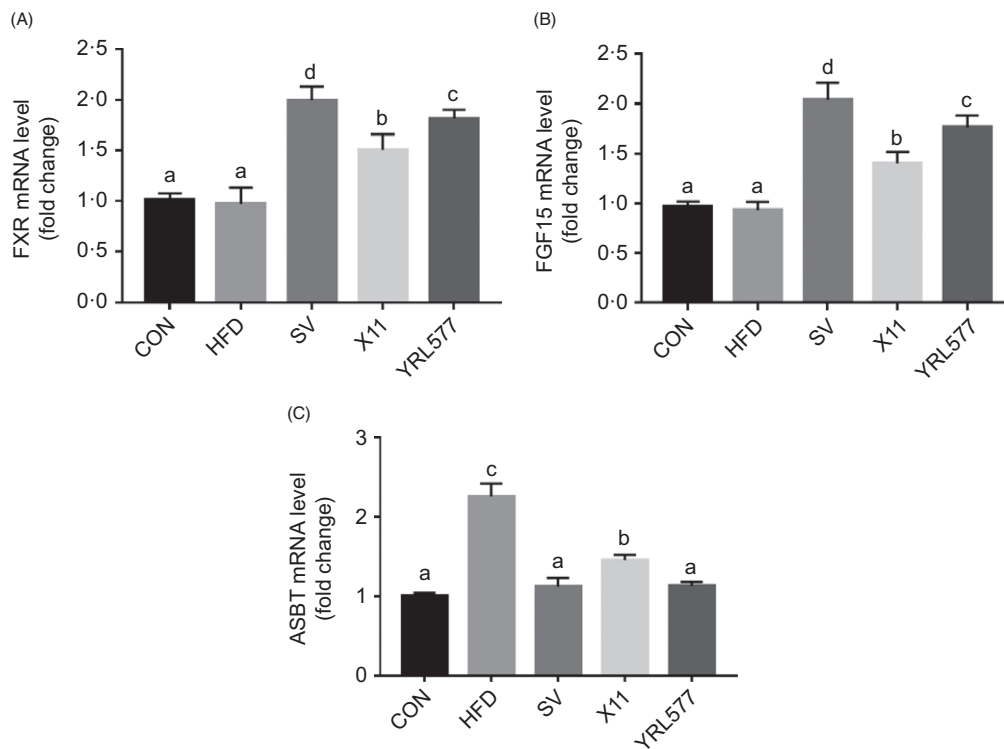 (A)
FXR mRNA level
(fold change)
2·5
2·0
1·5
1·0
0·5
0·0
a
a
d
b
c
CON
HFD
SV
X11
YRL577
(B)
FGF15 mRNA level
(fold change)
2·5
2·0
1·5
1·0
0·5
0·0
a
a
d
b
c
CON
HFD
SV
X11
YRL577
(C)
ASBT mRNA level
(fold change)
3
2
1
0
a
c
a
b
a
CON
HFD
SV
X11
YRL577